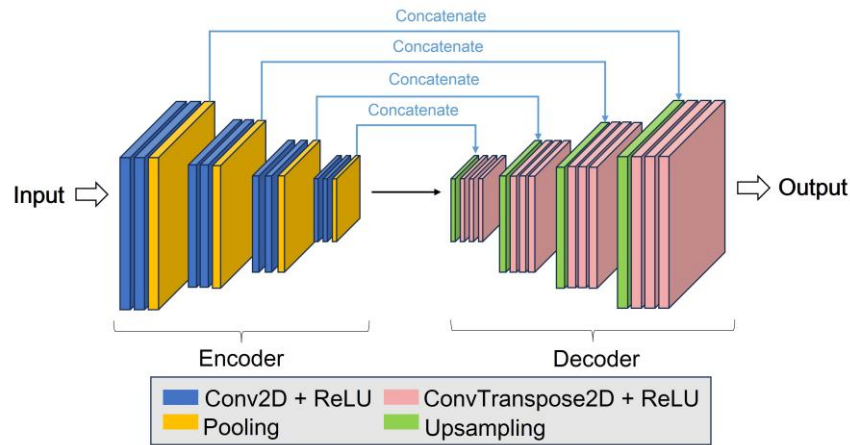 Concatenate
Concatenate
Concatenate
Concatenate
Input
Output
Encoder
Decoder
Conv2D + ReLU
ConvTranspose2D + ReLU
Pooling
Upsampling